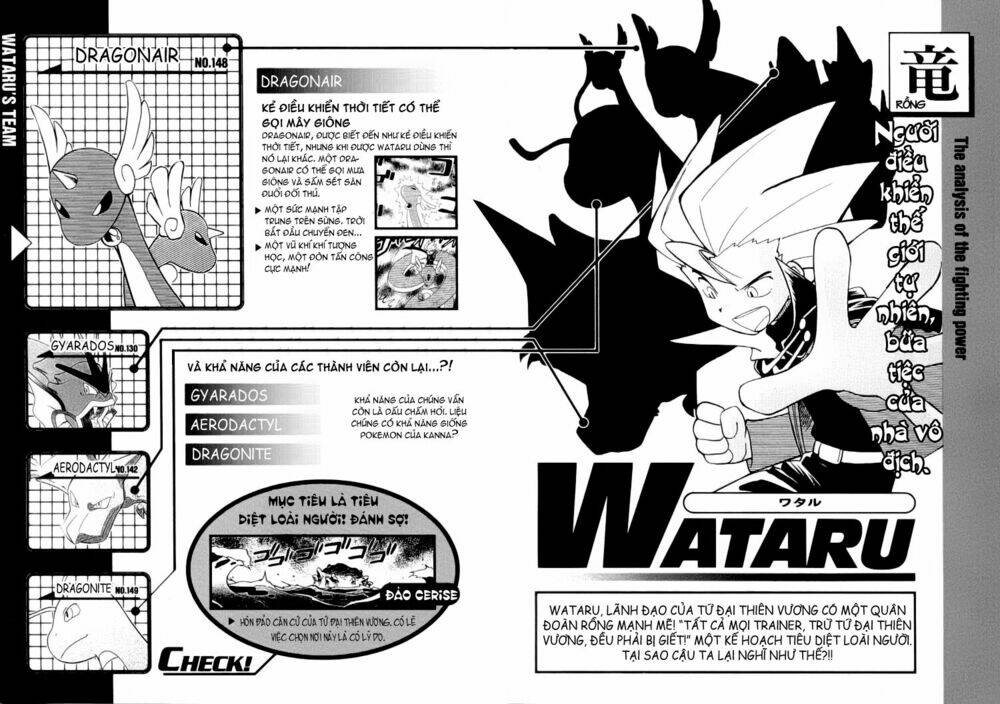 WATARU'S TEAM
DRAGONAIR
NO.148
DRAGONAIR
KẺ ĐIỀU KHIỂN THỜI TIẾT CÓ THỂ
GỌI MÂY GIÔNG
DRAGONAIR, ĐƯỢC BIẾT ĐẾN NHƯ KẺ ĐIỀU KHIỂN
THỜI TIẾT, NHƯNG KHI ĐƯỢC WATARU DÙNG THÌ
NÓ LẠI KHÁC. MỘT DRA-
GONAIR CÓ THỂ GỌI MƯA
GIÔNG VÀ SẤM SÉT SĂN
ĐUỔI ĐỐI THỦ.
▶ MỘT SỨC MẠNH TẬP
TRUNG TRÊN SỪNG. TRỜI
BẮT ĐẦU CHUYỂN ĐEN...
▶ MỘT VŨ KHÍ KHÍ TƯỢNG
HỌC, MỘT ĐÒN TẤN CÔNG
CỰC MẠNH!
GYARADOS
NO.130
AERODACTYL
NO.142
DRAGONITE
NO.149
VÀ KHẢ NĂNG CỦA CÁC THÀNH VIÊN CÒN LẠI...?!
GYARADOS
AERODACTYL
DRAGONITE
KHẢ NĂNG CỦA CHÚNG VẪN
CÒN LÀ DẤU CHẤM HỎI. LIỆU
CHÚNG CÓ KHẢ NĂNG GIỐNG
POKEMON CỦA KANNA?
MỤC TIÊU LÀ TIÊU
DIỆT LOÀI NGƯỜI! ĐÁNG SỢ!
ゴゴゴゴゴ
ĐẢO CERISE
▶ HÒN ĐẢO CĂN CỨ CỦA TỨ ĐẠI THIÊN VƯƠNG. CÓ LẼ
VIỆC CHỌN NƠI NÀY LÀ CÓ LÝ DO.
CHECK!
竜
RỒNG
The analysis of the fighting power
Người
điều
khiển
thế
giới
tự
nhiên,
bữa
tiệc
của
nhà vô
địch.
ワタル
WATARU
WATARU, LÃNH ĐẠO CỦA TỨ ĐẠI THIÊN VƯƠNG CÓ MỘT QUÂN
ĐOÀN RỒNG MẠNH MẼ! "TẤT CẢ MỌI TRAINER, TRỪ TỨ ĐẠI THIÊN
VƯƠNG, ĐỀU PHẢI BỊ GIẾT!" MỘT KẾ HOẠCH TIÊU DIỆT LOÀI NGƯỜI.
TẠI SAO CẬU TA LẠI NGHĨ NHƯ THẾ?!!